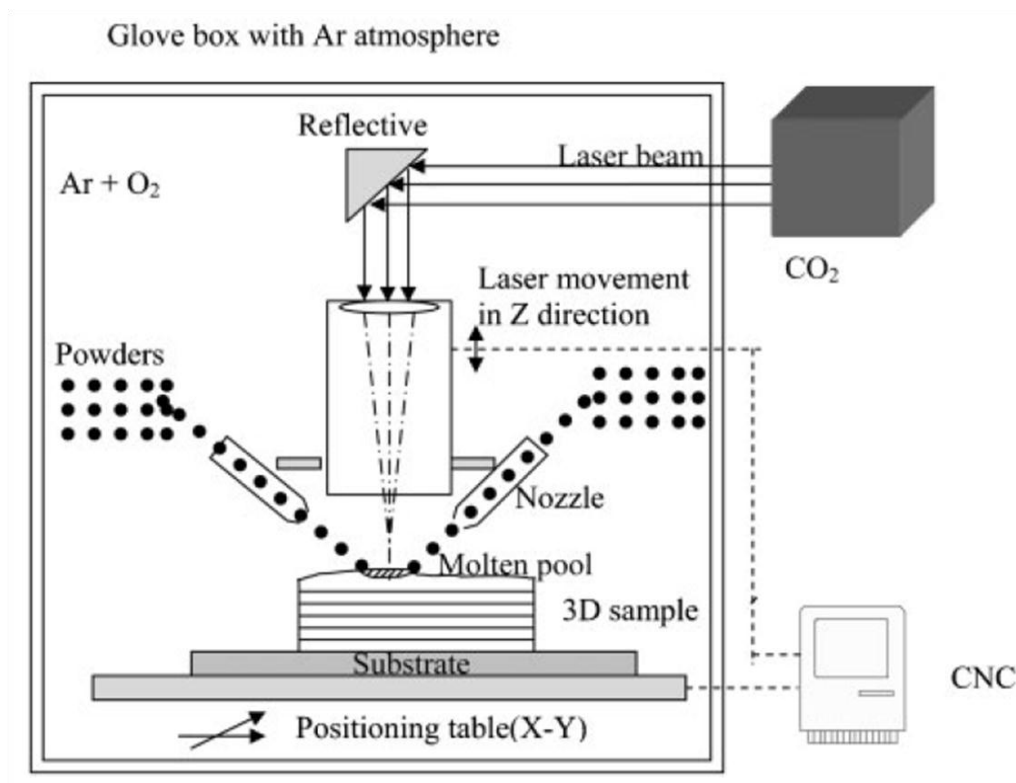 Glove box with Ar atmosphere
Reflective
Laser beam
Ar + O₂
CO₂
Laser movement
in Z direction
Powders
Nozzle
Molten pool
3D sample
Substrate
CNC
Positioning table(X-Y)